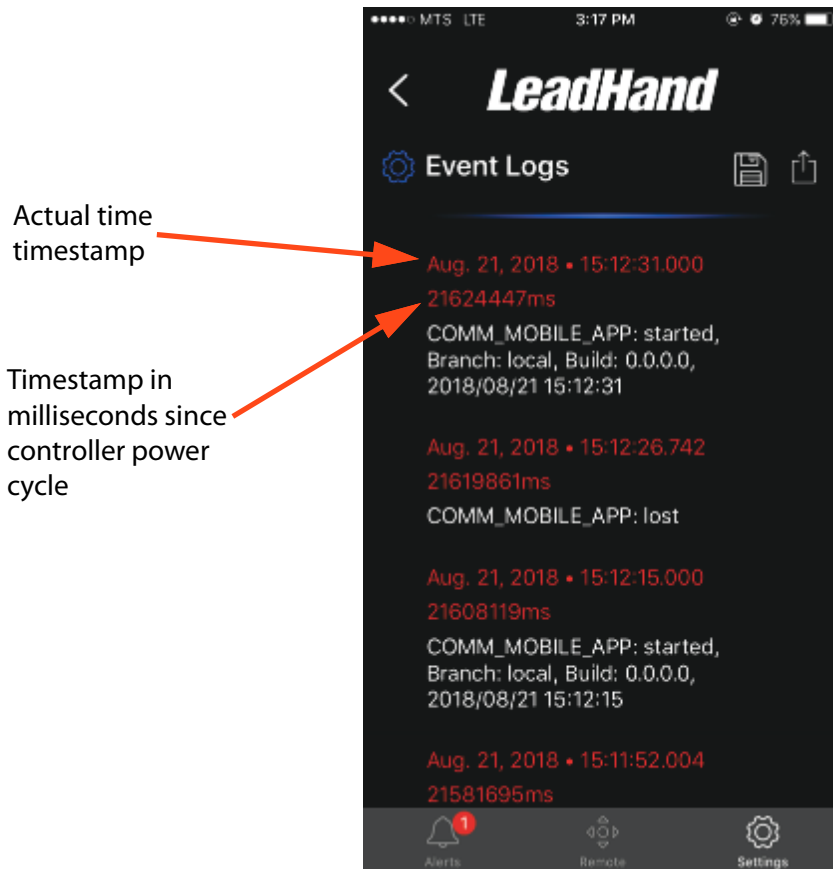 MTS LTE 3:17 PM 76%
LeadHand
Event Logs
Actual time
timestamp
Aug. 21, 2018 • 15:12:31.000
21624447ms
COMM_MOBILE_APP: started,
Branch: local, Build: 0.0.0.0,
2018/08/21 15:12:31
Timestamp in
milliseconds since
controller power
cycle
Aug. 21, 2018 • 15:12:26.742
21619861ms
COMM_MOBILE_APP: lost
Aug. 21, 2018 • 15:12:15.000
21608119ms
COMM_MOBILE_APP: started,
Branch: local, Build: 0.0.0.0,
2018/08/21 15:12:15
Aug. 21, 2018 • 15:11:52.004
21581695ms
1
Alerts Remote Settings